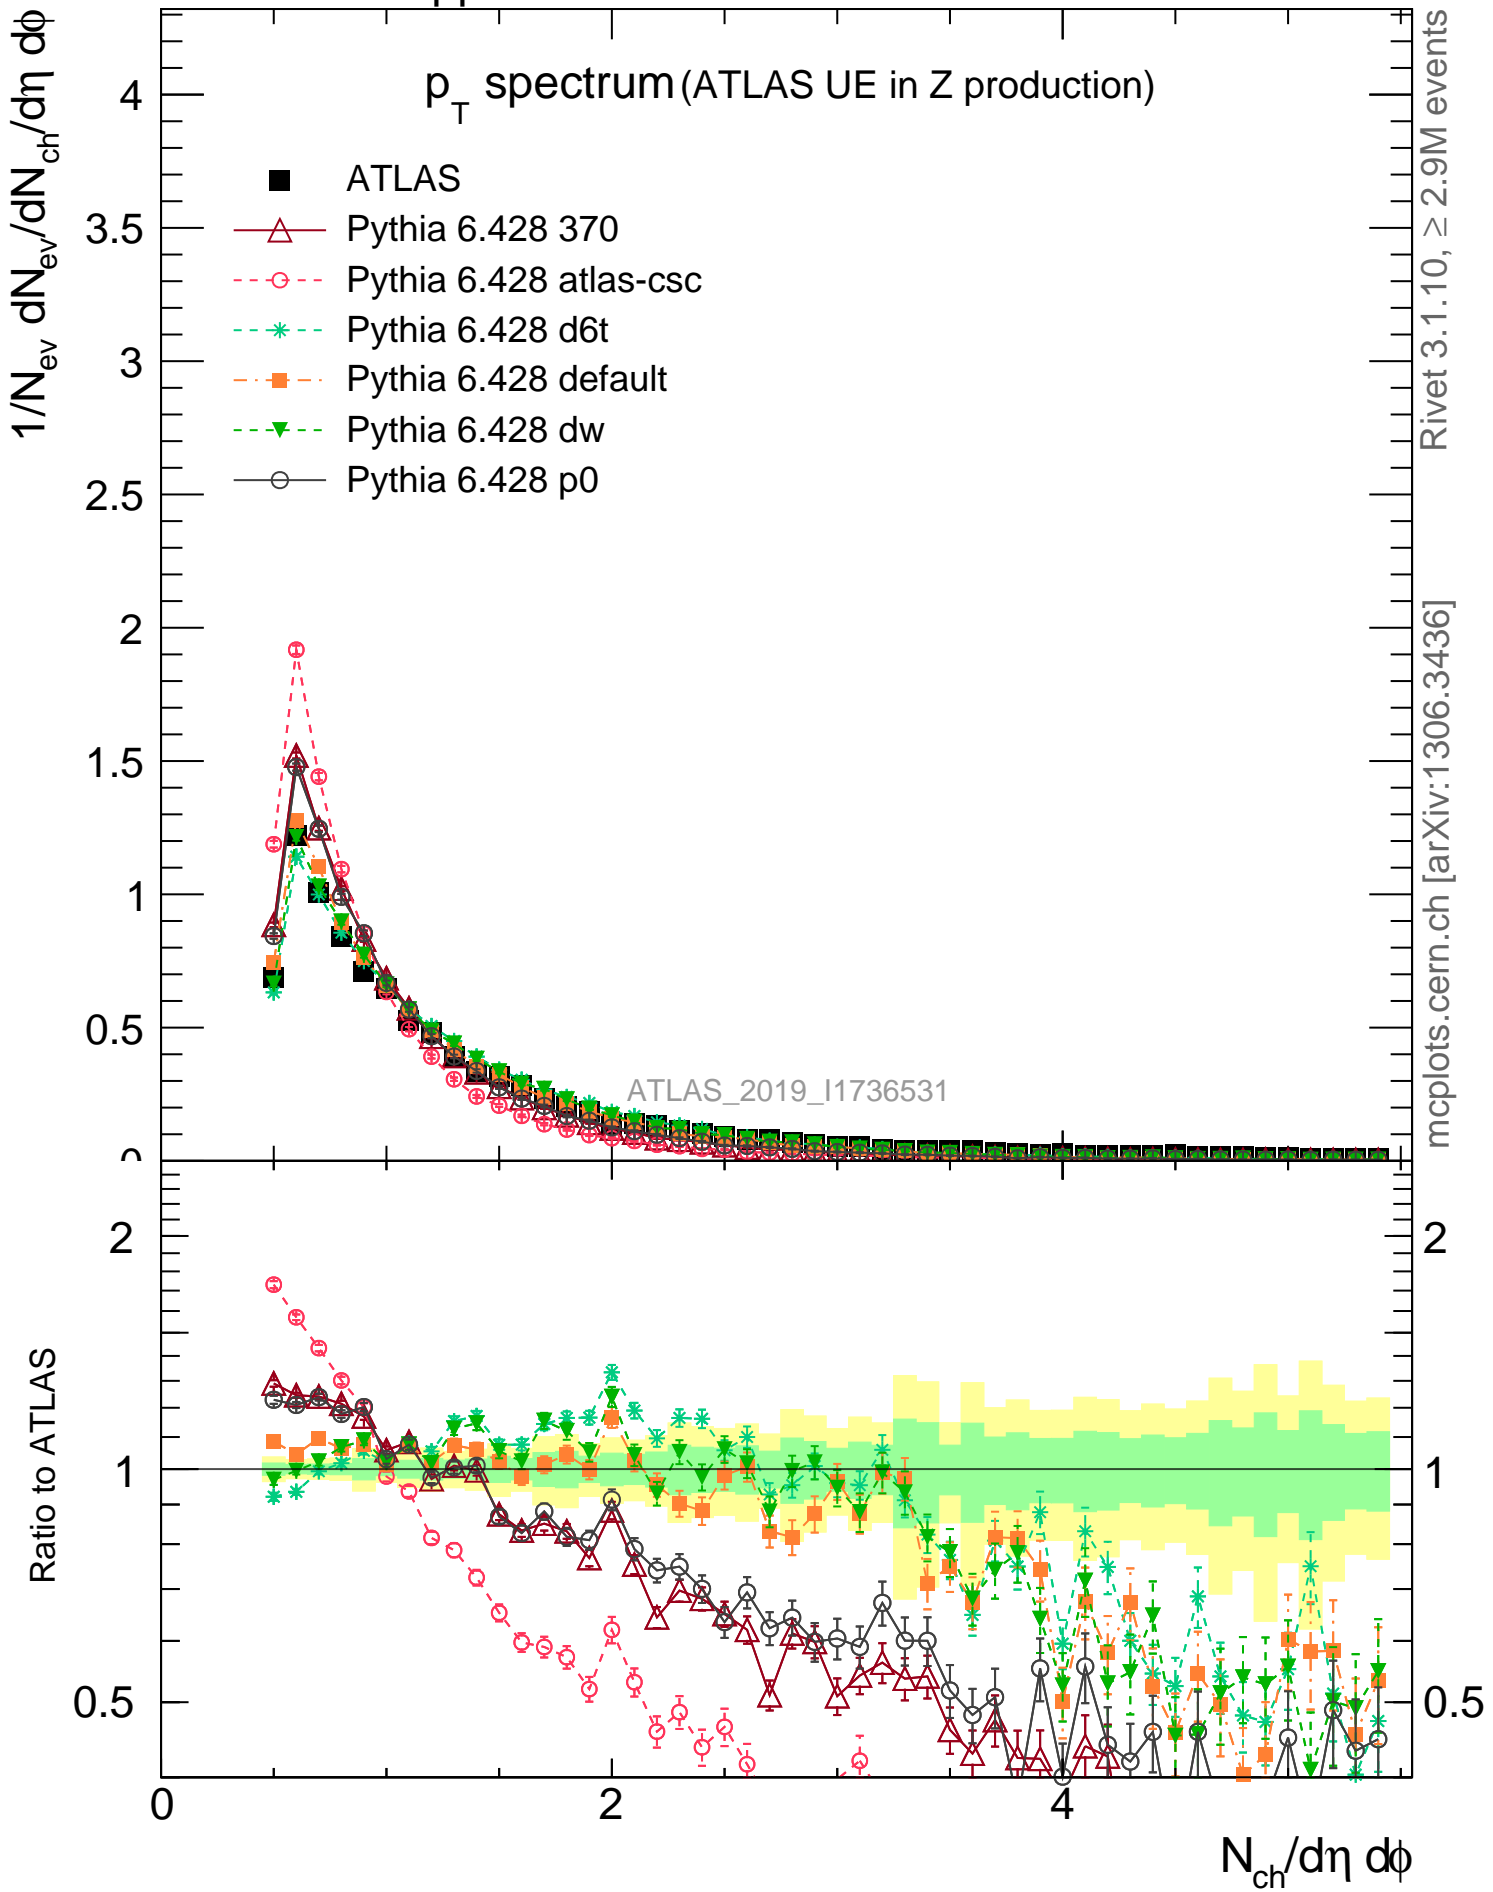 pp
1/N_ev dN_ev/dN_ch/dη dϕ
p_T spectrum (ATLAS UE in Z production)
ATLAS
Pythia 6.428 370
Pythia 6.428 atlas-csc
Pythia 6.428 d6t
Pythia 6.428 default
Pythia 6.428 dw
Pythia 6.428 p0
4
3.5
3
2.5
2
1.5
1
0.5
0
ATLAS_2019_I1736531
Rivet 3.1.10, ≥ 2.9M events
mcplots.cern.ch [arXiv:1306.3436]
Ratio to ATLAS
2
1
0.5
2
1
0.5
0
2
4
N_ch/dη dϕ